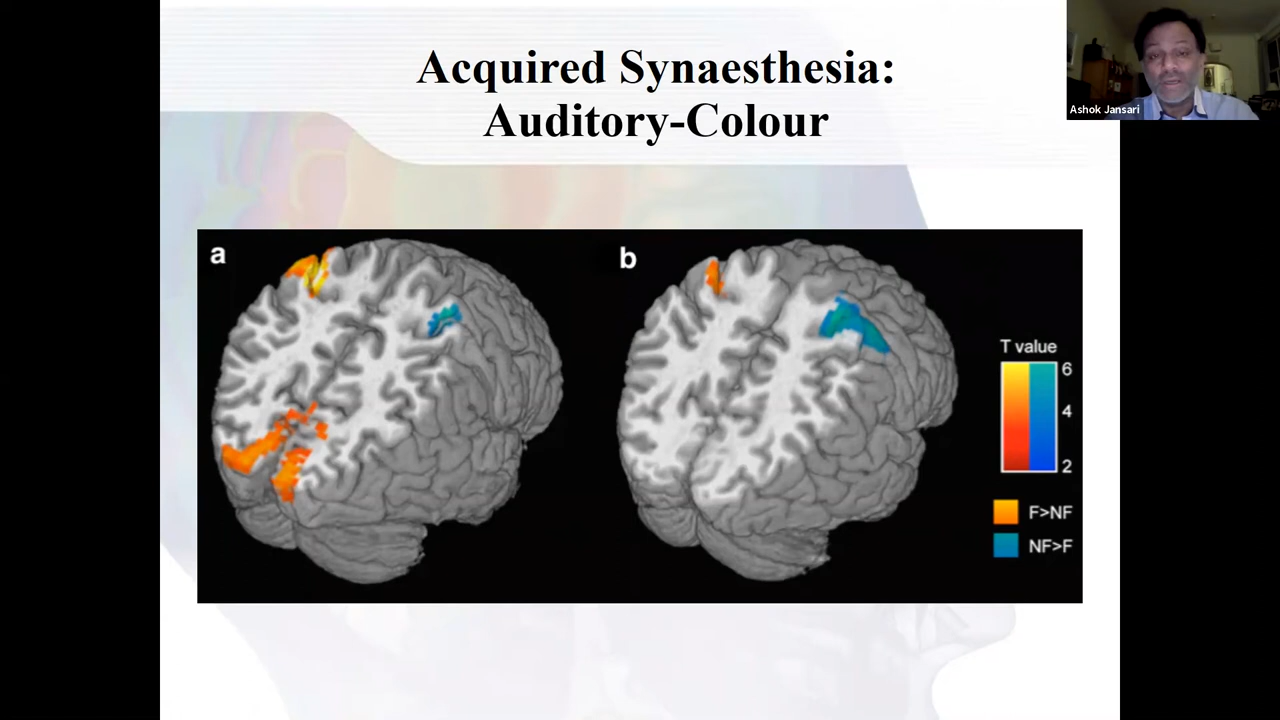 Acquired Synaesthesia:
Auditory-Colour
Ashok Jansari
a
b
T value
6
4
2
F>NF
NF>F